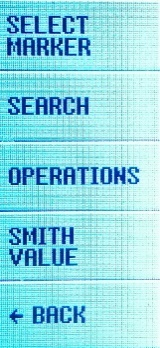 SELECT
MARKER
SEARCH
OPERATIONS
SMITH
VALUE
← BACK